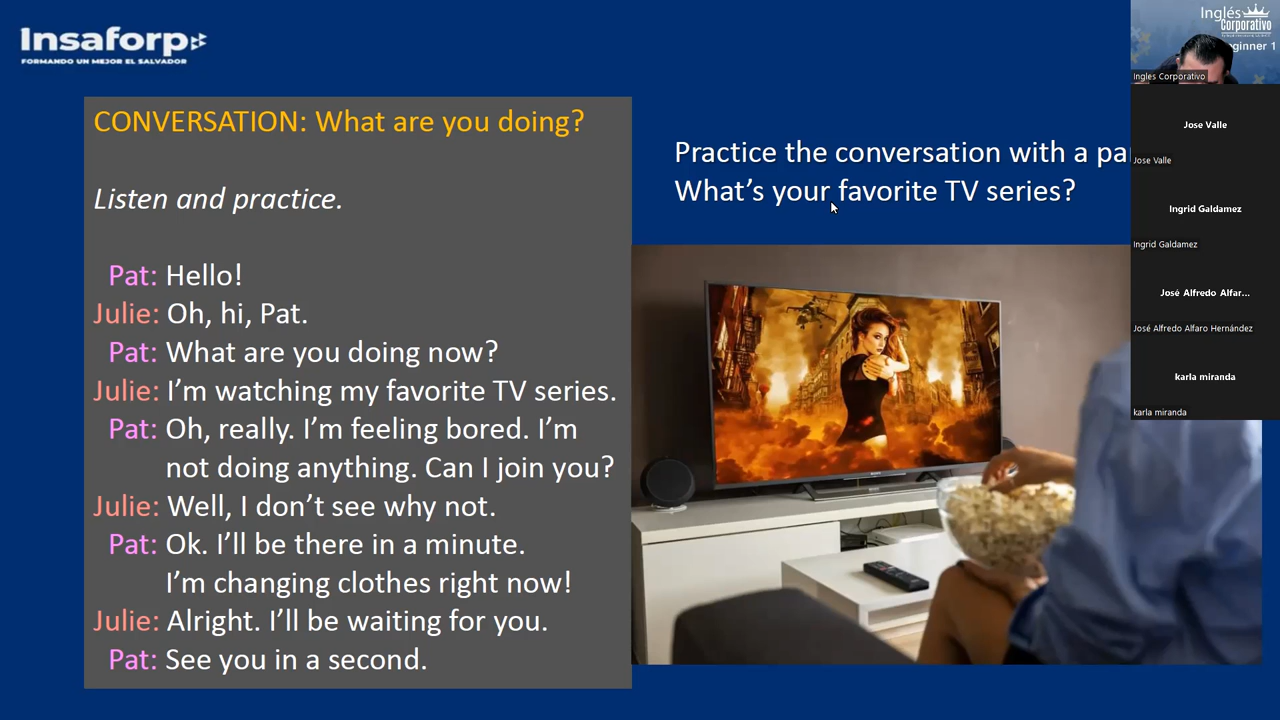 Insaforp
FORMANDO UN MEJOR EL SALVADOR
CONVERSATION: What are you doing?
Listen and practice.
Pat: Hello!
Julie: Oh, hi, Pat.
Pat: What are you doing now?
Julie: I’m watching my favorite TV series.
Pat: Oh, really. I’m feeling bored. I’m
not doing anything. Can I join you?
Julie: Well, I don’t see why not.
Pat: Ok. I’ll be there in a minute.
I’m changing clothes right now!
Julie: Alright. I’ll be waiting for you.
Pat: See you in a second.
Practice the conversation with a
What’s your favorite TV series?
Inglés
Corporativo
ginner 1
Ingles Corporativo
Jose Valle
Jose Valle
Ingrid Galdamez
Ingrid Galdamez
José Alfredo Alfar...
José Alfredo Alfaro Hernández
karla miranda
karla miranda